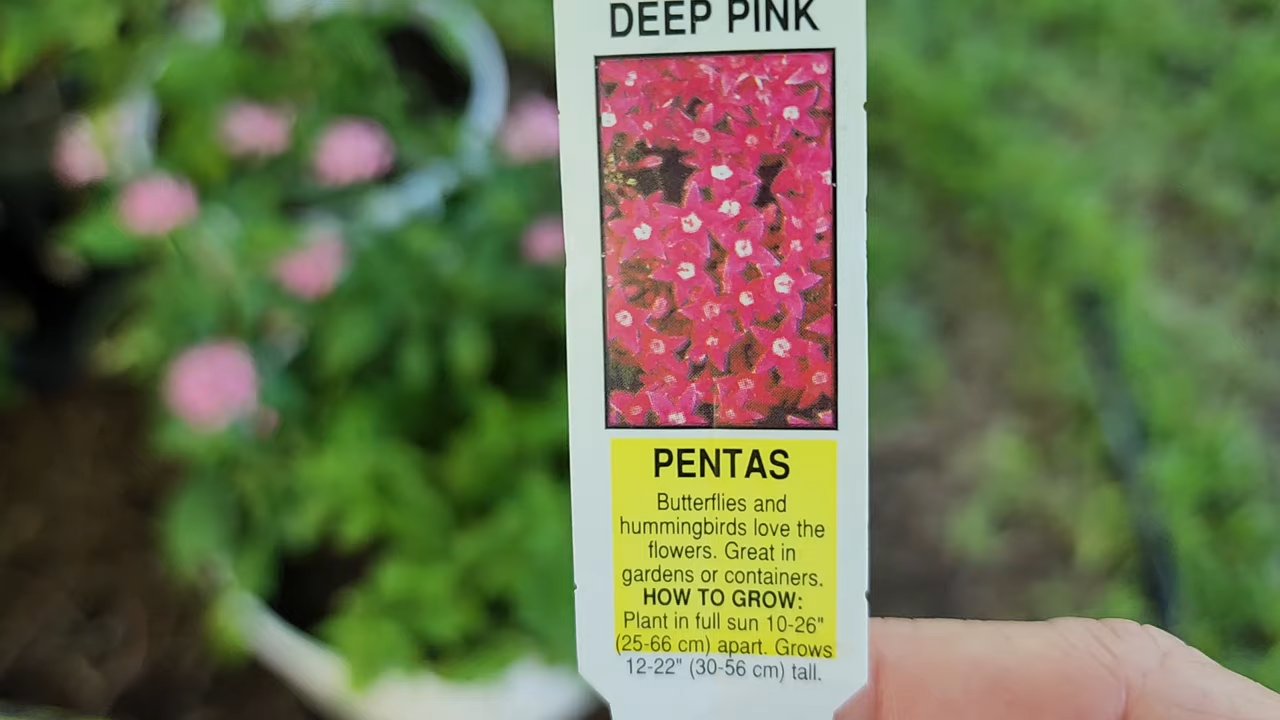 DEEP PINK
PENTAS
Butterflies and
hummingbirds love the
flowers. Great in
gardens or containers.
HOW TO GROW:
Plant in full sun 10-26"
(25-66 cm) apart. Grows
12-22" (30-56 cm) tall.